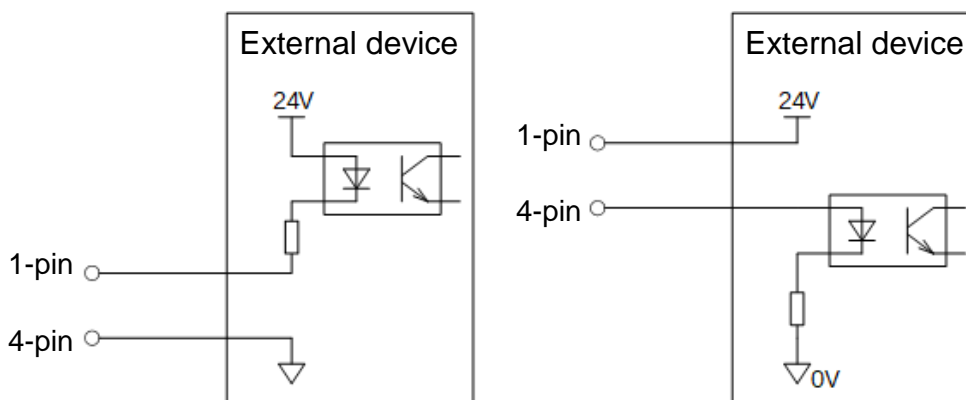 External device
24V
1-pin
4-pin
External device
24V
1-pin
4-pin
0V